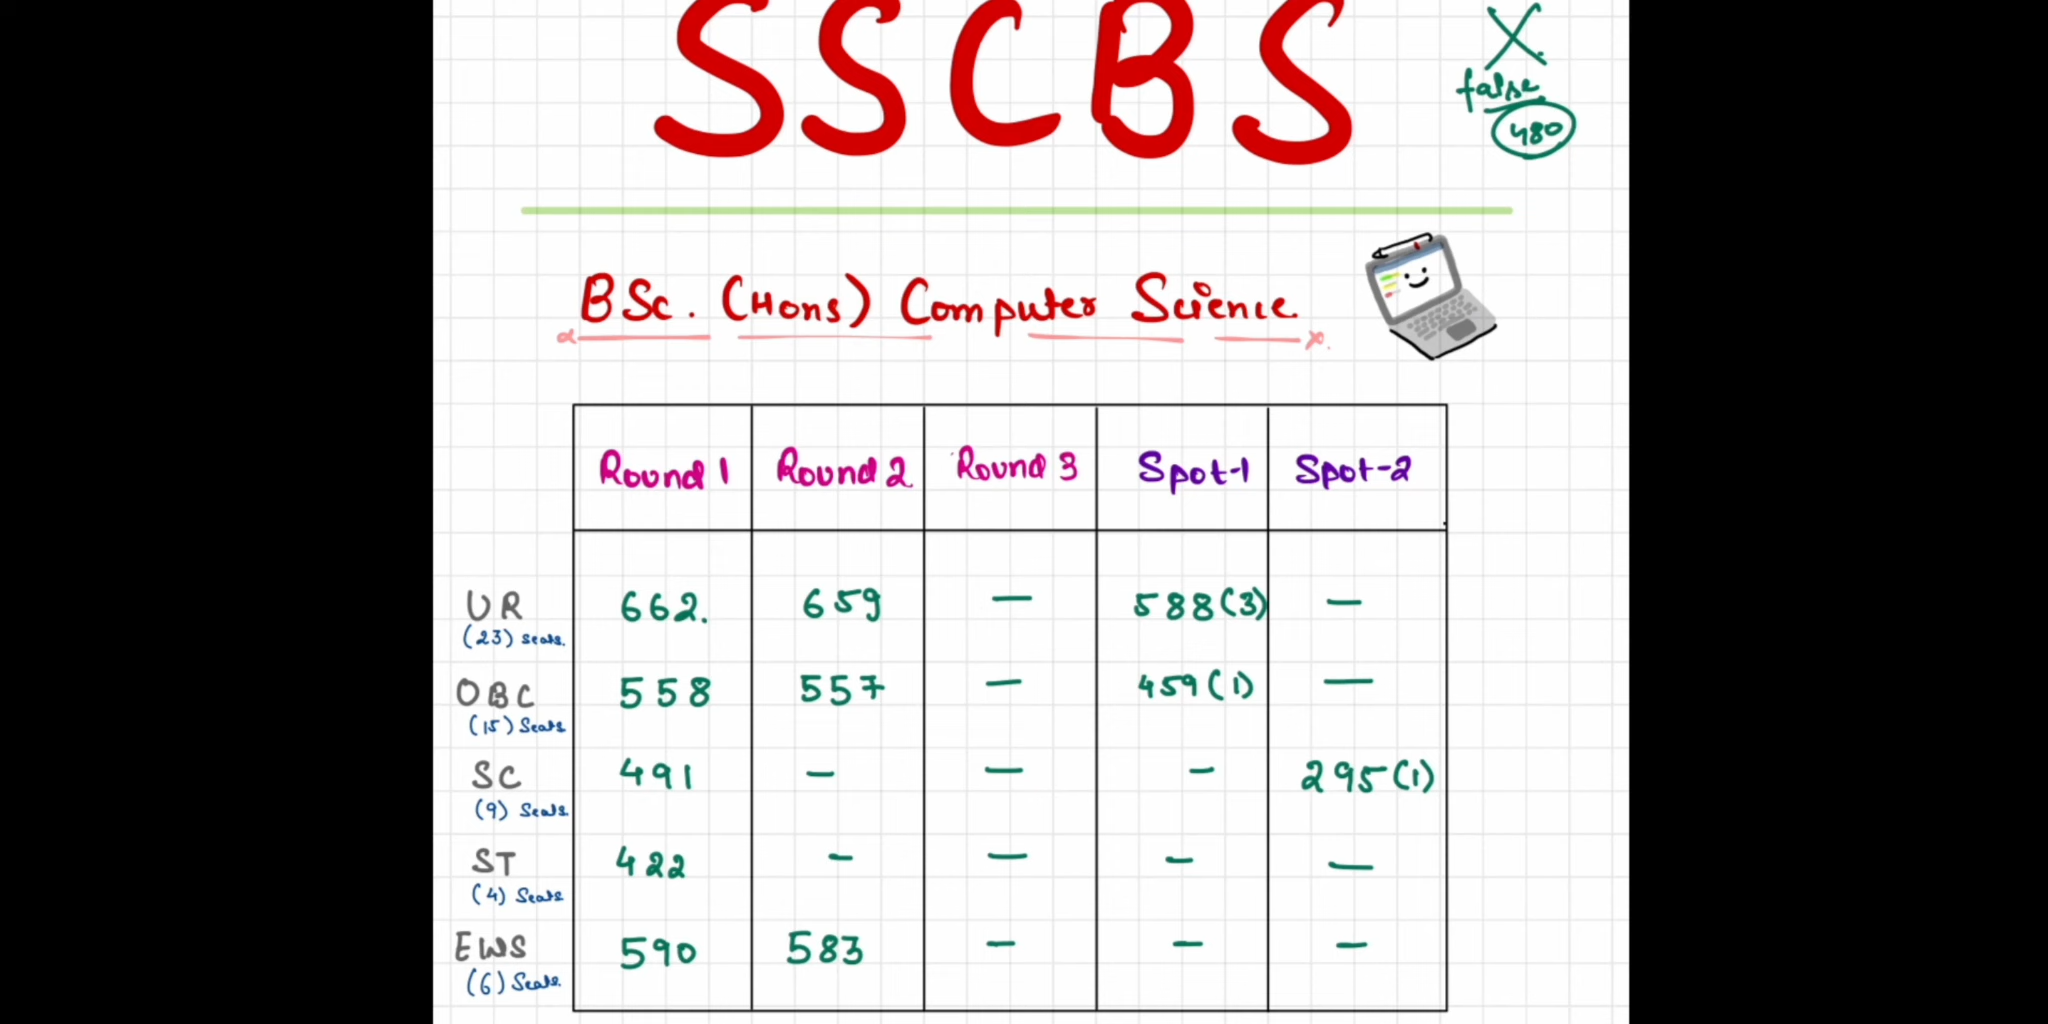 SSCBS
X
false
480
BSc. (Hons) Computer Science
Round 1 Round 2 Round 3 Spot-1 Spot-2
UR 662. 659 — 588(3) —
(23) seats.
OBC 558 557 — 459(1) —
(15) Seats
SC 491 — — - 295(1)
(9) Seats.
ST 422 - — — —
(4) Seats
EWS 590 583 — — —
(6) Seats.